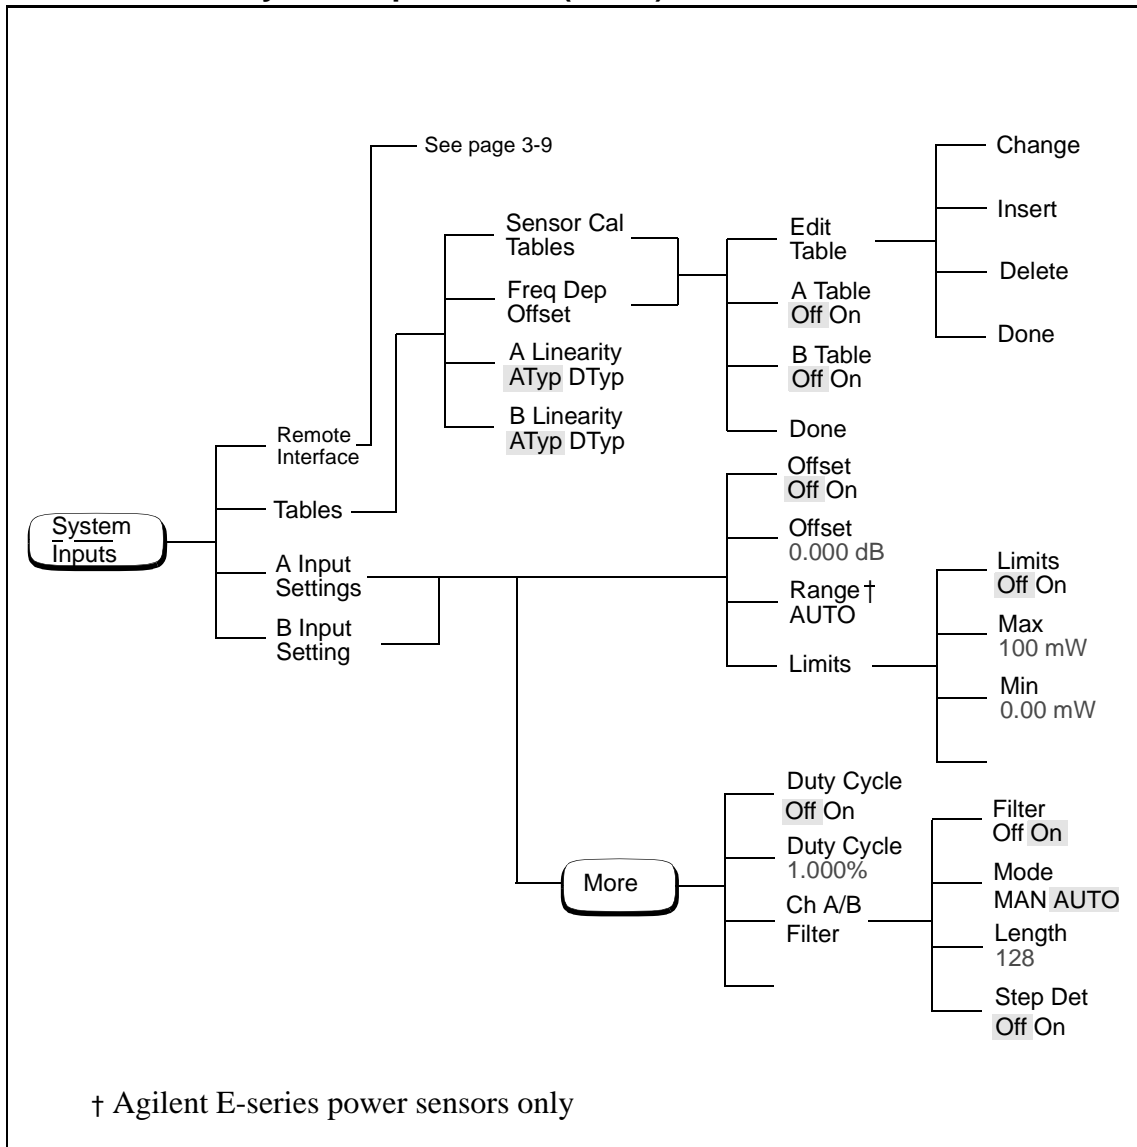 See page 3-9
Change
Insert
Delete
Done
Sensor Cal
Tables
Freq Dep
Offset
A Linearity
ATyp DTyp
B Linearity
ATyp DTyp
Edit
Table
A Table
Off On
B Table
Off On
Done
Remote
Interface
Tables
System
Inputs
A Input
Settings
B Input
Setting
Offset
Off On
Offset
0.000 dB
Range †
AUTO
Limits
Limits
Off On
Max
100 mW
Min
0.00 mW
More
Duty Cycle
Off On
Duty Cycle
1.000%
Ch A/B
Filter
Filter
Off On
Mode
MAN AUTO
Length
128
Step Det
Off On
† Agilent E-series power sensors only